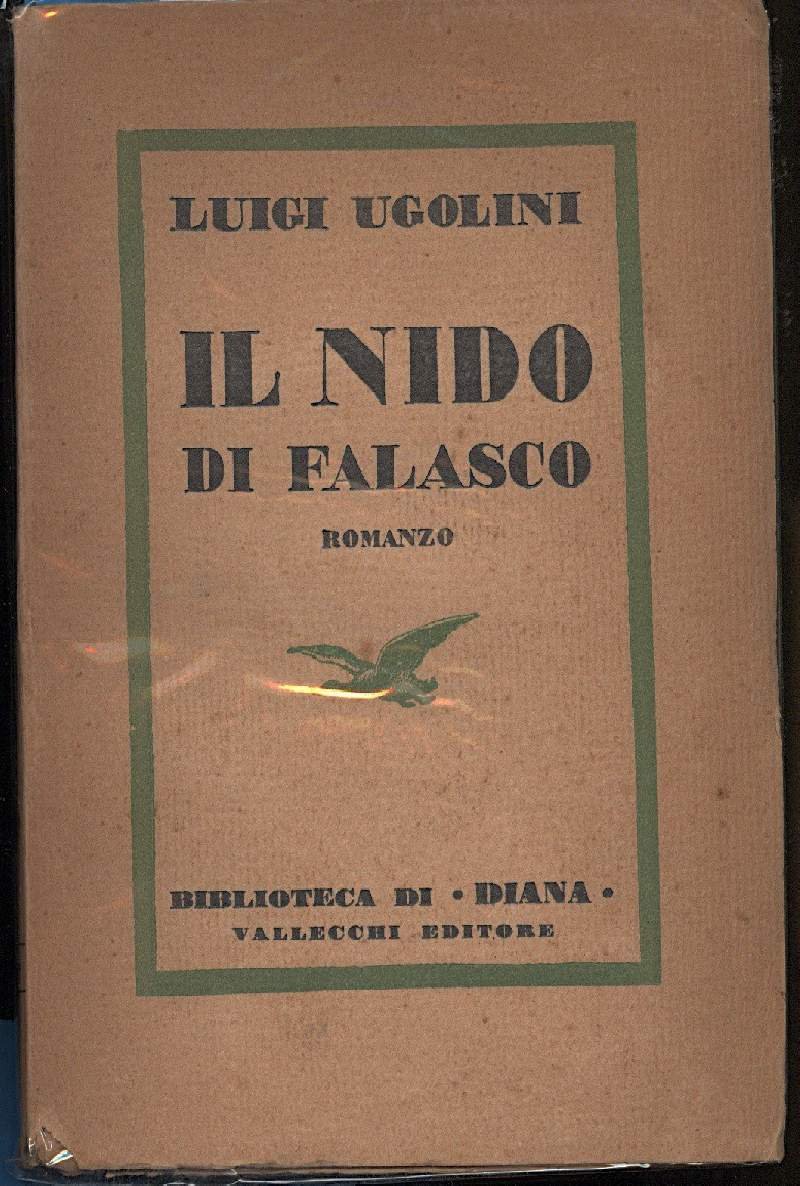 LUIGI UGOLINI
IL NIDO
DI FALASCO
ROMANZO
BIBLIOTECA DI • DIANA •
VALLECCHI EDITORE